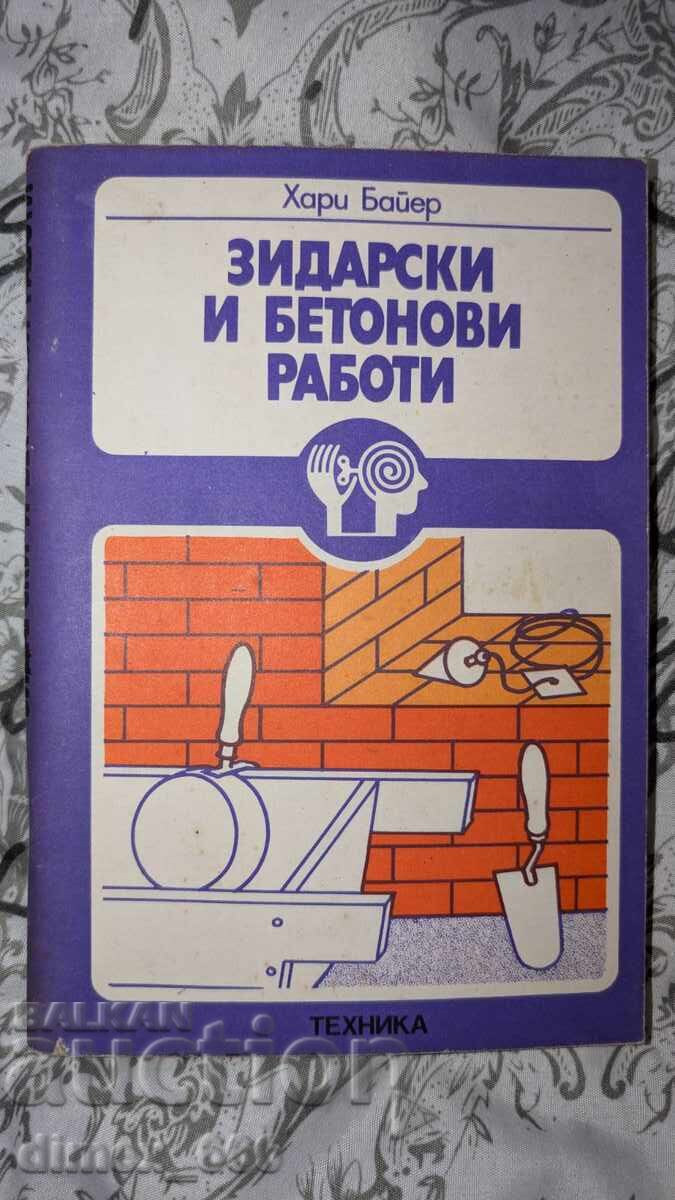 Хари Байер
ЗИДАРСКИ
И БЕТОНОВИ
РАБОТИ
ТЕХНИКА
BALKAN
auction